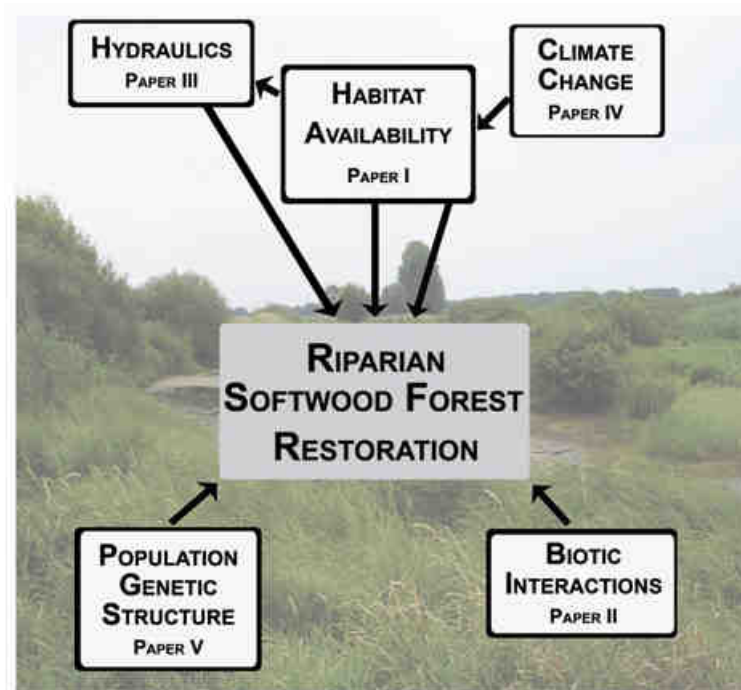 HYDRAULICS
PAPER III
HABITAT
AVAILABILITY
PAPER I
CLIMATE
CHANGE
PAPER IV
RIPARIAN
SOFTWOOD FOREST
RESTORATION
POPULATION
GENETIC
STRUCTURE
PAPER V
BIOTIC
INTERACTIONS
PAPER II